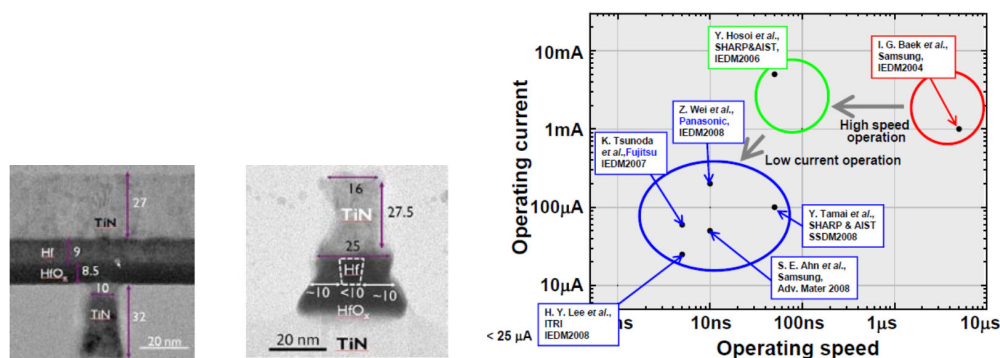 27
TiN
Hf
9
HfOx
8.5
10
TiN
32
20 nm
16
TiN
27.5
25
Hf
~10
<10
~10
HfOx
20 nm
TiN
Operating current
10mA
1mA
100μA
10μA
Y. Hosoi et al.,
SHARP&AIST,
IEDM2006
I. G. Baek et al.,
Samsung,
IEDM2004
Z. Wei et al.,
Panasonic,
IEDM2008
High speed
operation
K. Tsunoda
et al.,Fujitsu
IEDM2007
Low current operation
Y. Tamai et al.,
SHARP & AIST
SSDM2008
S. E. Ahn et al.,
Samsung,
Adv. Mater 2008
H. Y. Lee et al.,
ITRI
IEDM2008
< 25 μA
10ns
100ns
1μs
10μs
Operating speed